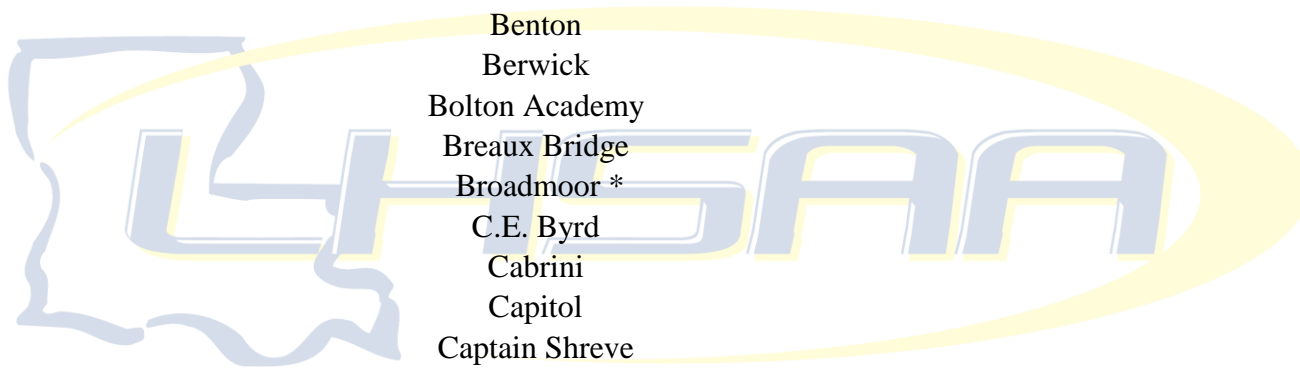 Benton
Berwick
Bolton Academy
Breaux Bridge
Broadmoor *
C.E. Byrd
Cabrini
Capitol
Captain Shreve
LHSAA